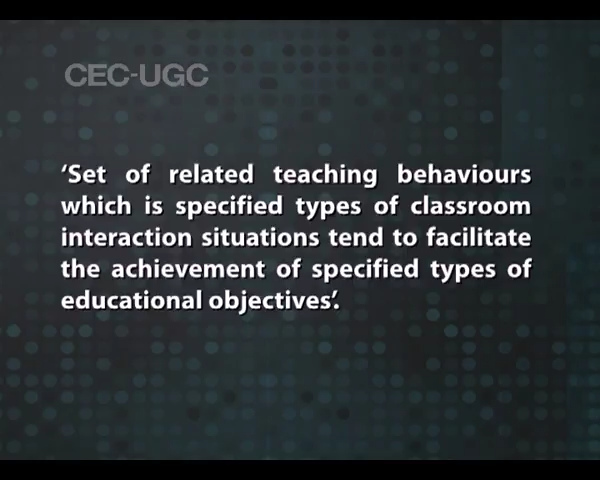 CEC-UGC
‘Set of related teaching behaviours
which is specified types of classroom
interaction situations tend to facilitate
the achievement of specified types of
educational objectives’.